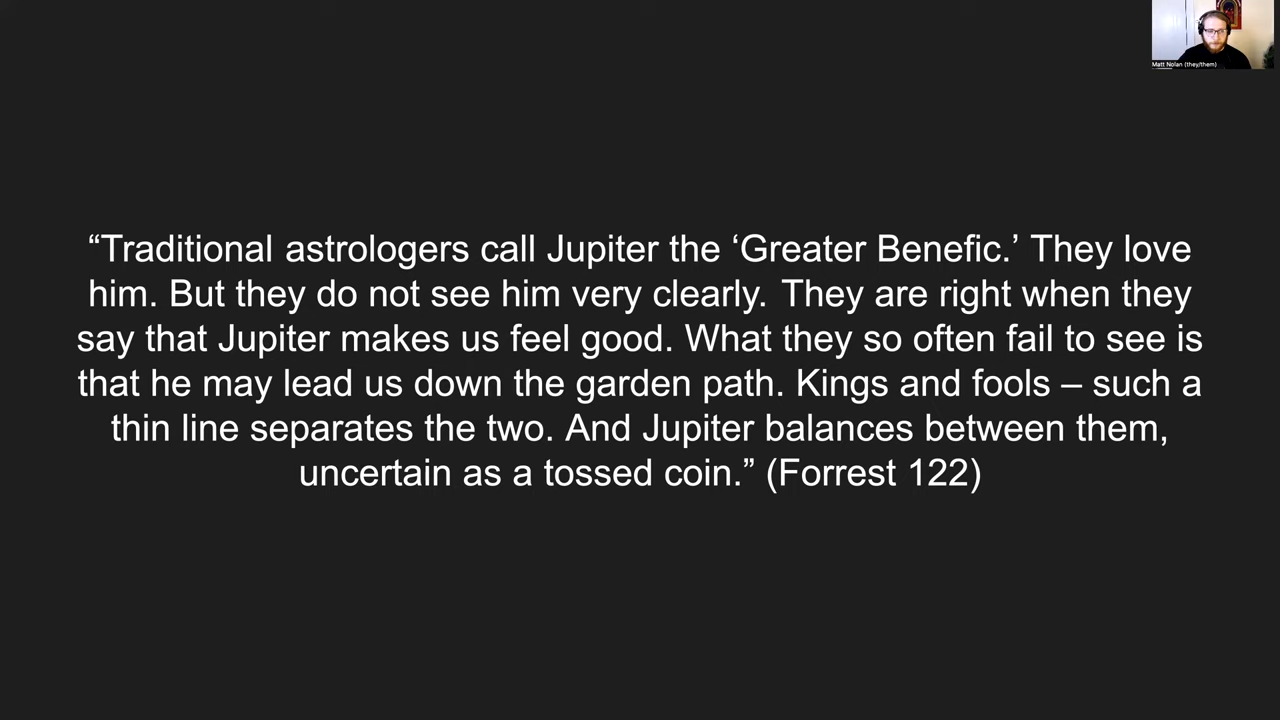 Matt Nolan (they/them)
“Traditional astrologers call Jupiter the ‘Greater Benefic.’ They love
him. But they do not see him very clearly. They are right when they
say that Jupiter makes us feel good. What they so often fail to see is
that he may lead us down the garden path. Kings and fools – such a
thin line separates the two. And Jupiter balances between them,
uncertain as a tossed coin.” (Forrest 122)